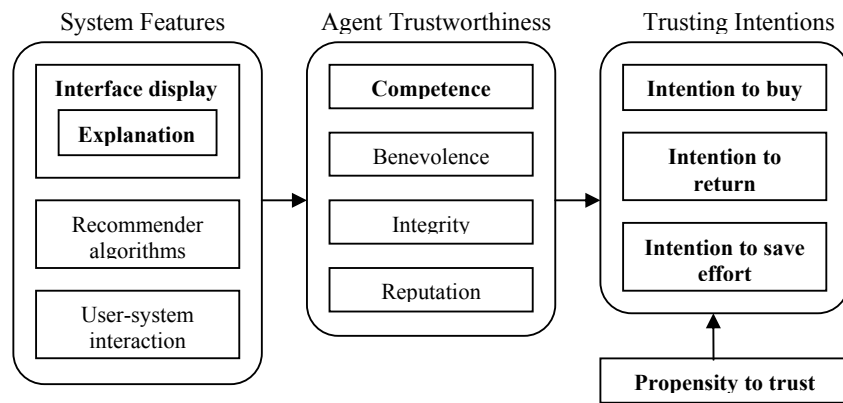 System Features
Interface display
Explanation
Recommender
algorithms
User-system
interaction
Agent Trustworthiness
Competence
Benevolence
Integrity
Reputation
Trusting Intentions
Intention to buy
Intention to
return
Intention to save
effort
Propensity to trust